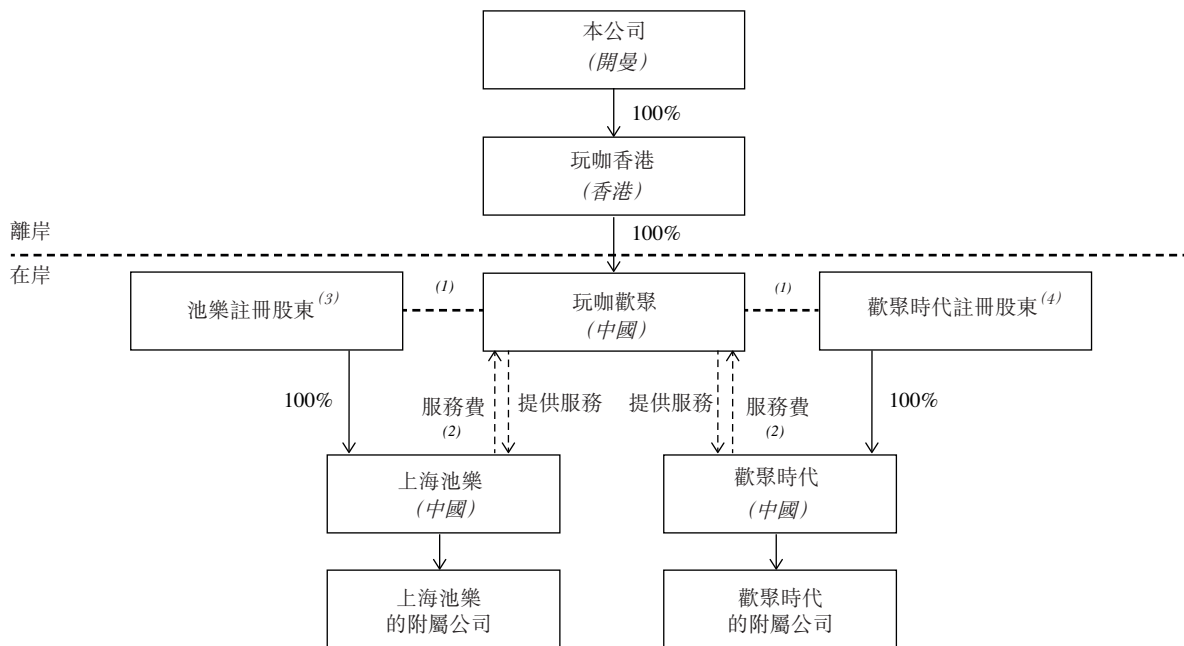 本公司
(開曼)
100%
玩咖香港
(香港)
離岸
100%
在岸
池樂註冊股東(3)
(1)
玩咖歡聚
(中國)
(1)
歡聚時代註冊股東(4)
100%
服務費
(2)
提供服務
提供服務
服務費
(2)
100%
上海池樂
(中國)
歡聚時代
(中國)
上海池樂
的附屬公司
歡聚時代
的附屬公司